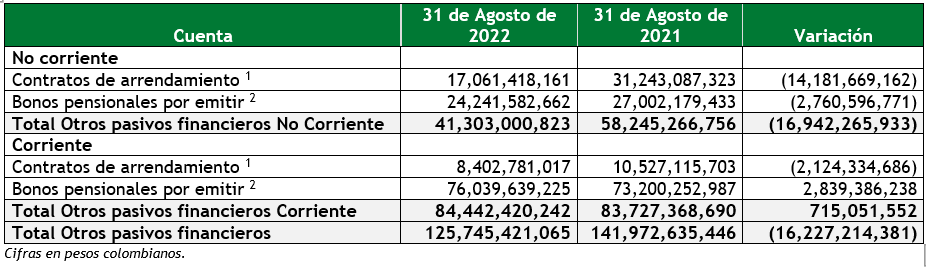 Cuenta 31 de Agosto de 2022 31 de Agosto de 2021 Variación
No corriente
Contratos de arrendamiento 1 17,061,418,161 31,243,087,323 (14,181,669,162)
Bonos pensionales por emitir 2 24,241,582,662 27,002,179,433 (2,760,596,771)
Total Otros pasivos financieros No Corriente 41,303,000,823 58,245,266,756 (16,942,265,933)
Corriente
Contratos de arrendamiento 1 8,402,781,017 10,527,115,703 (2,124,334,686)
Bonos pensionales por emitir 2 76,039,639,225 73,200,252,987 2,839,386,238
Total Otros pasivos financieros Corriente 84,442,420,242 83,727,368,690 715,051,552
Total Otros pasivos financieros 125,745,421,065 141,972,635,446 (16,227,214,381)
Cifras en pesos colombianos.